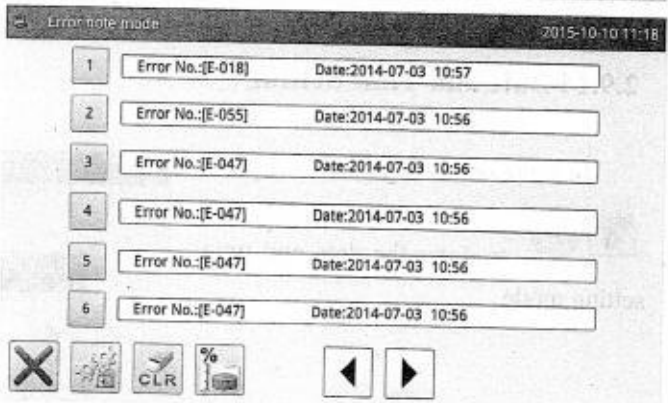 Error note mode 2015-10-10 11:18
1 Error No.:[E-018] Date:2014-07-03 10:57
2 Error No.:[E-055] Date:2014-07-03 10:56
3 Error No.:[E-047] Date:2014-07-03 10:56
4 Error No.:[E-047] Date:2014-07-03 10:56
5 Error No.:[E-047] Date:2014-07-03 10:56
6 Error No.:[E-047] Date:2014-07-03 10:56
setting mode
CLR %